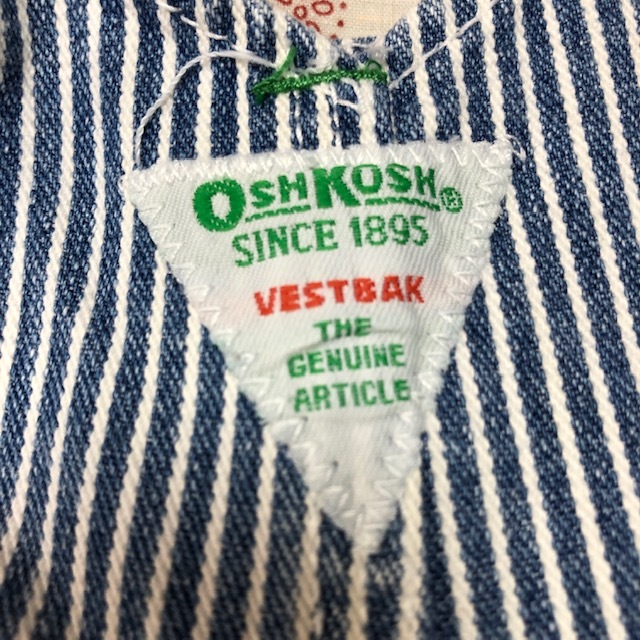 OSHKOSH®
SINCE 1895
VESTBAK
THE
GENUINE
ARTICLE